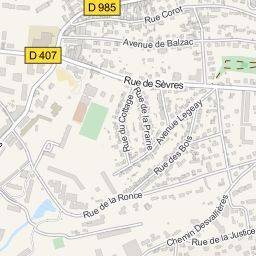 D 985
Rue Corot
Avenue de Balzac
D 407
Rue de Sèvres
Rue du Cottage
Rue de la Prairie
Avenue Legeay
Rue des Bois
Rue de la Ronce
Chemin Desvallières
Rue de la Justice